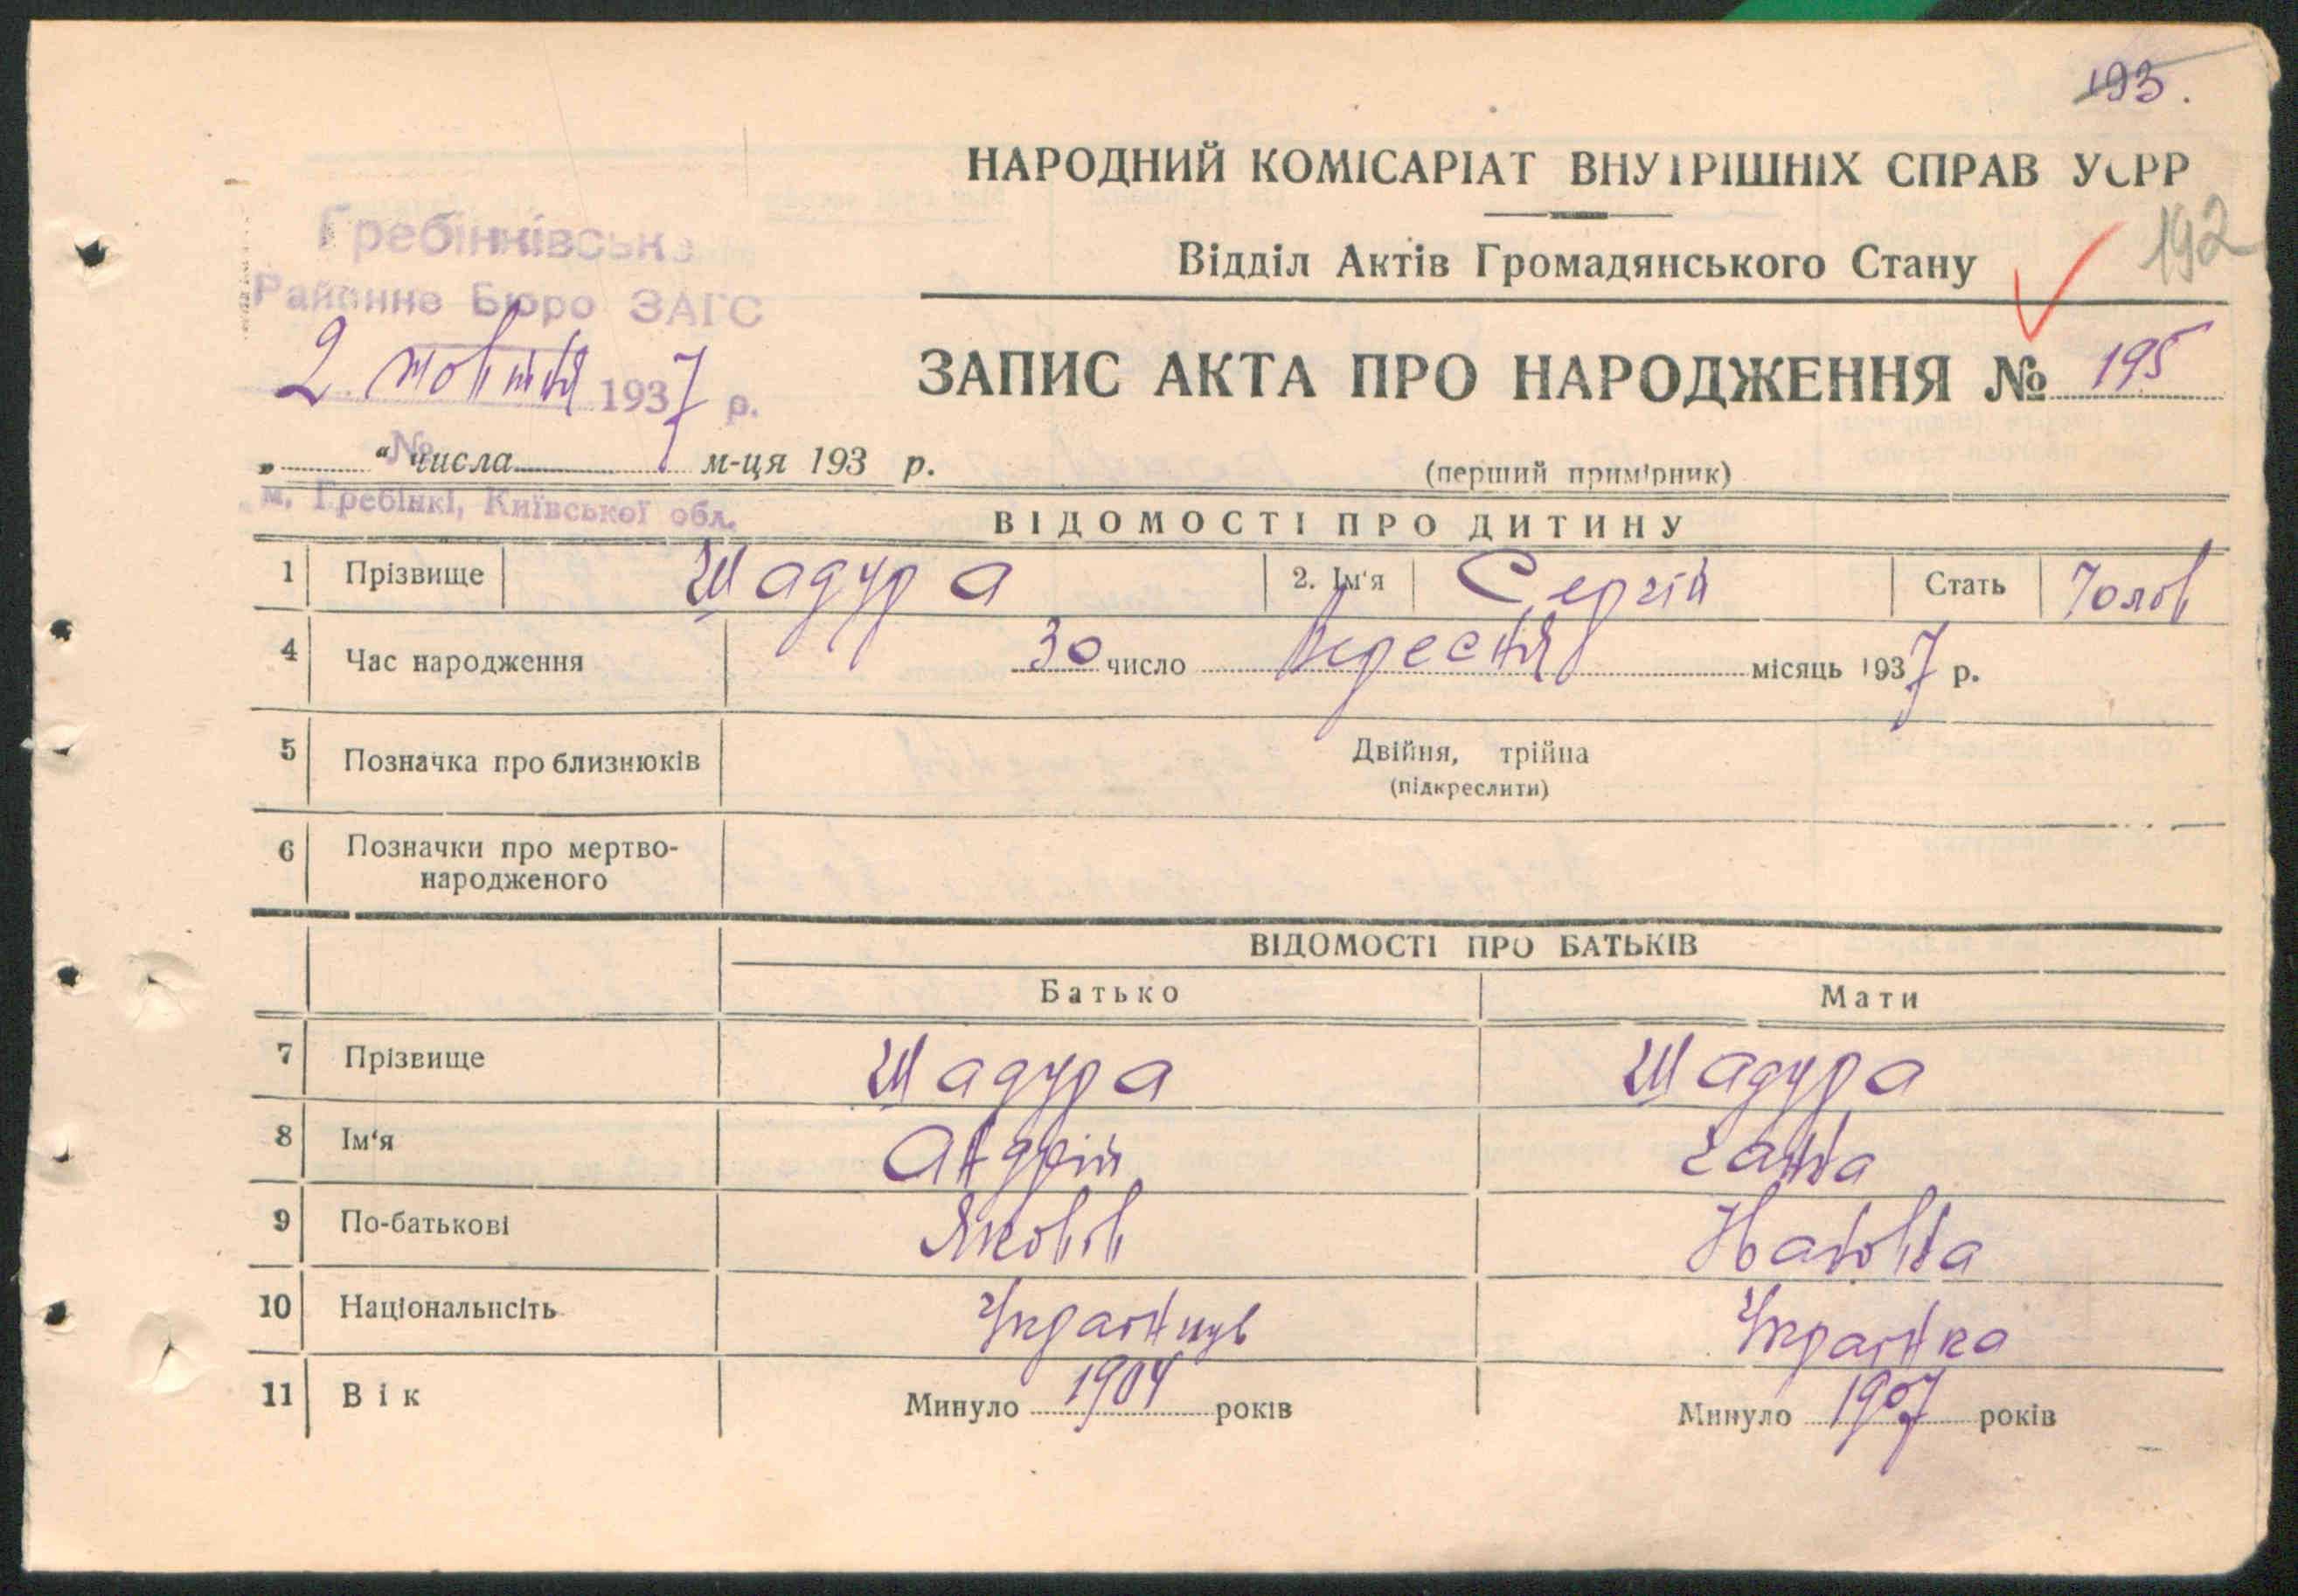 193.
НАРОДНИЙ КОМІСАРІАТ ВНУТРІШНІХ СПРАВ УСРР
192
Відділ Актів Громадянського Стану
Гребінківське
Районне Бюро ЗАГС
2 жовтня 1937 р.
№
м. Гребінкі, Київської обл.
ЗАПИС АКТА ПРО НАРОДЖЕННЯ № 195
„ “ числа м-ця 193 р.
(перший примірник)
ВІДОМОСТІ ПРО ДИТИНУ
1 Прізвище Шадура 2. Ім'я Сергій Стать Чолов
4 Час народження 30 число Вересня місяць 1937 р.
5 Позначка про близнюків Двійня, трійна
(підкреслити)
6 Позначки про мертво-
народженого
ВІДОМОСТІ ПРО БАТЬКІВ
Батько Мати
7 Прізвище Шадура Шадура
8 Ім'я Андрій Ганна
9 По-батькові Яковів
10 Національнсіть Українець Українка
11 Вік Минуло 1904 років Минуло 1907 років